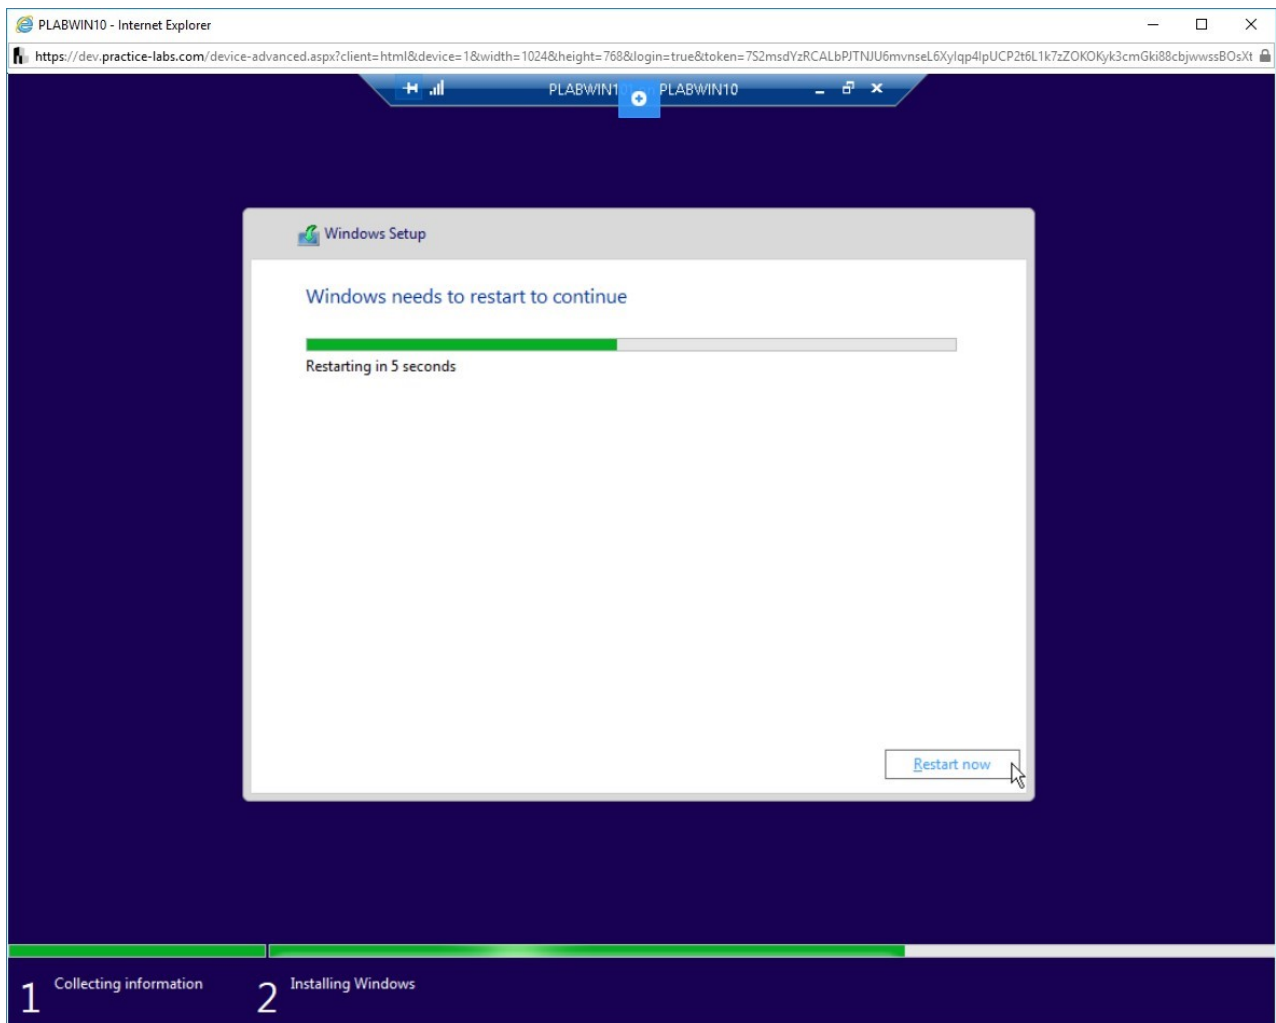 PLABWIN10 - Internet Explorer
https://dev.practice-labs.com/device-advanced.aspx?client=html&device=1&width=1024&height=768&login=true&token=7S2msdYzRCALbPJTNJU6mvnseL6Xylqp4lpUCP2t6L1k7zZOKOKyk3cmGki88cbjwwssBOsXt
PLABWIN10 PLABWIN10
Windows Setup
Windows needs to restart to continue
Restarting in 5 seconds
Restart now
1 Collecting information
2 Installing Windows